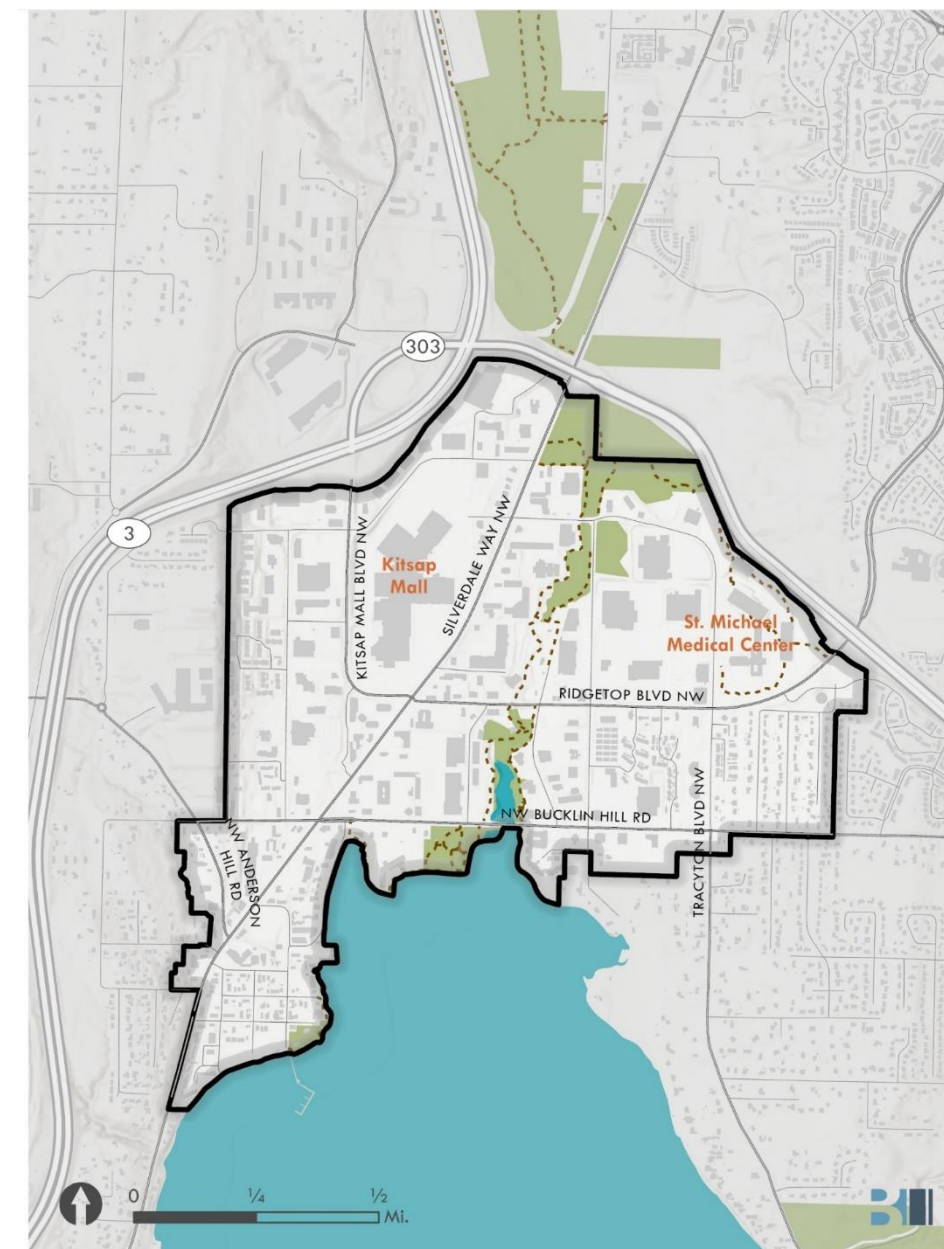 303
3
KITSAP MALL BLVD NW
Kitsap
Mall
SILVERDALE WAY NW
St. Michael
Medical Center
RIDGETOP BLVD NW
NW BUCKLIN HILL RD
TRACYTON BLVD NW
NW ANDERSON
HILL RD
0 1/4 1/2
Mi.